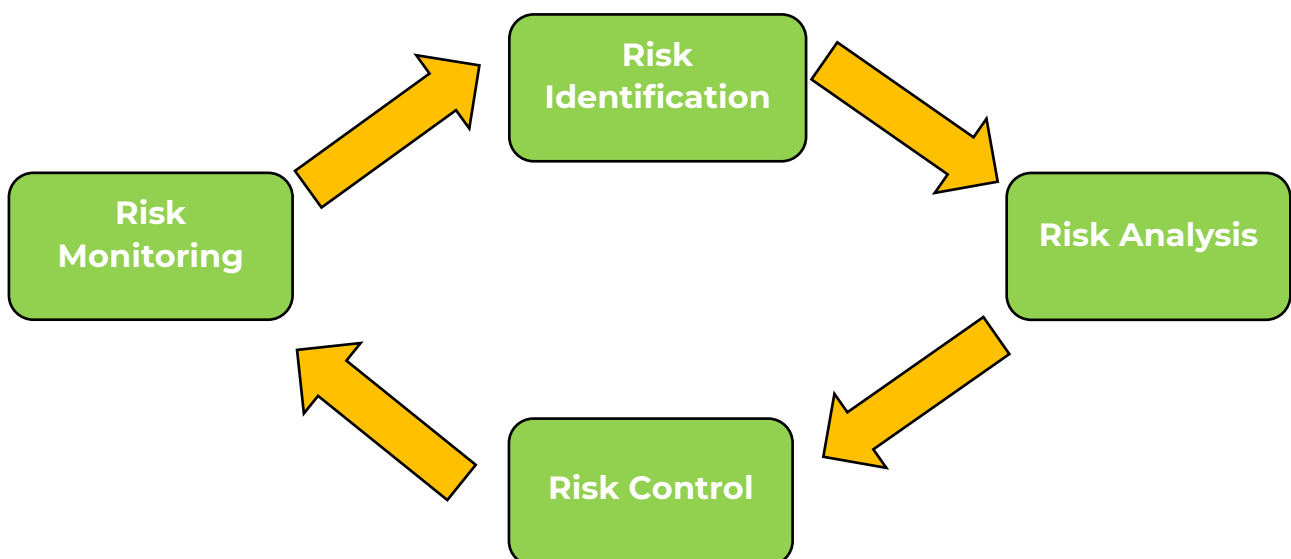 Risk
Identification
Risk
Monitoring
Risk Analysis
Risk Control